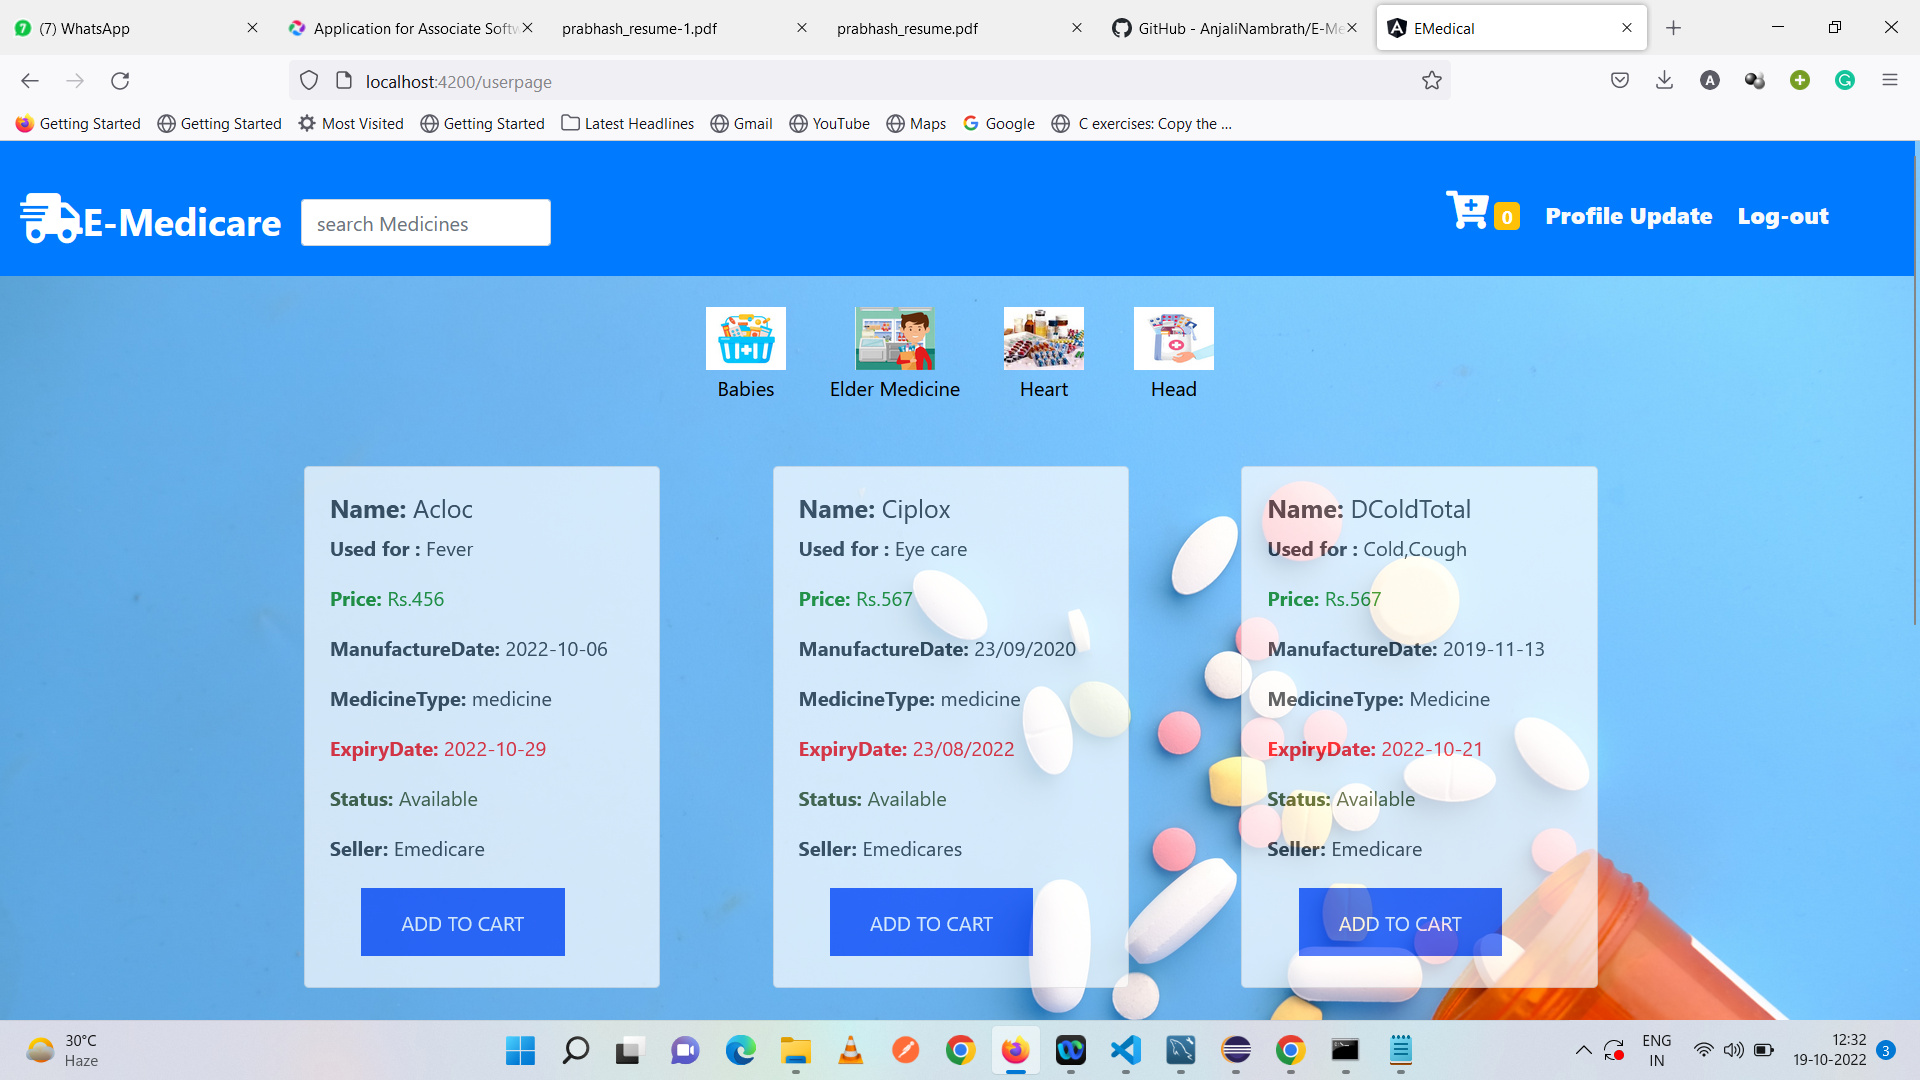 (7) WhatsApp
Application for Associate Softw
prabhash_resume-1.pdf
prabhash_resume.pdf
GitHub - AnjaliNambrath/E-Me
EMedical
localhost:4200/userpage
Getting Started
Getting Started
Most Visited
Getting Started
Latest Headlines
Gmail
YouTube
Maps
Google
C exercises: Copy the ...
E-Medicare
search Medicines
0
Profile Update
Log-out
Babies
Elder Medicine
Heart
Head
Name: Acloc
Used for : Fever
Price: Rs.456
ManufactureDate: 2022-10-06
MedicineType: medicine
ExpiryDate: 2022-10-29
Status: Available
Seller: Emedicare
ADD TO CART
Name: Ciplox
Used for : Eye care
Price: Rs.567
ManufactureDate: 23/09/2020
MedicineType: medicine
ExpiryDate: 23/08/2022
Status: Available
Seller: Emedicares
ADD TO CART
Name: DColdTotal
Used for : Cold,Cough
Price: Rs.567
ManufactureDate: 2019-11-13
MedicineType: Medicine
ExpiryDate: 2022-10-21
Status: Available
Seller: Emedicare
ADD TO CART
30°C
Haze
ENG
IN
12:32
19-10-2022
3